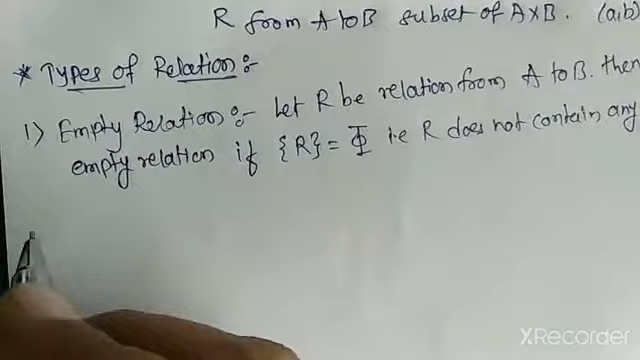 R from A to B subset of A×B. (a,b)
* Types of Relation :-
1) Empty Relation :- Let R be relation from A to B. then
empty relation if {R} = Φ i.e R does not contain any
XRecorder